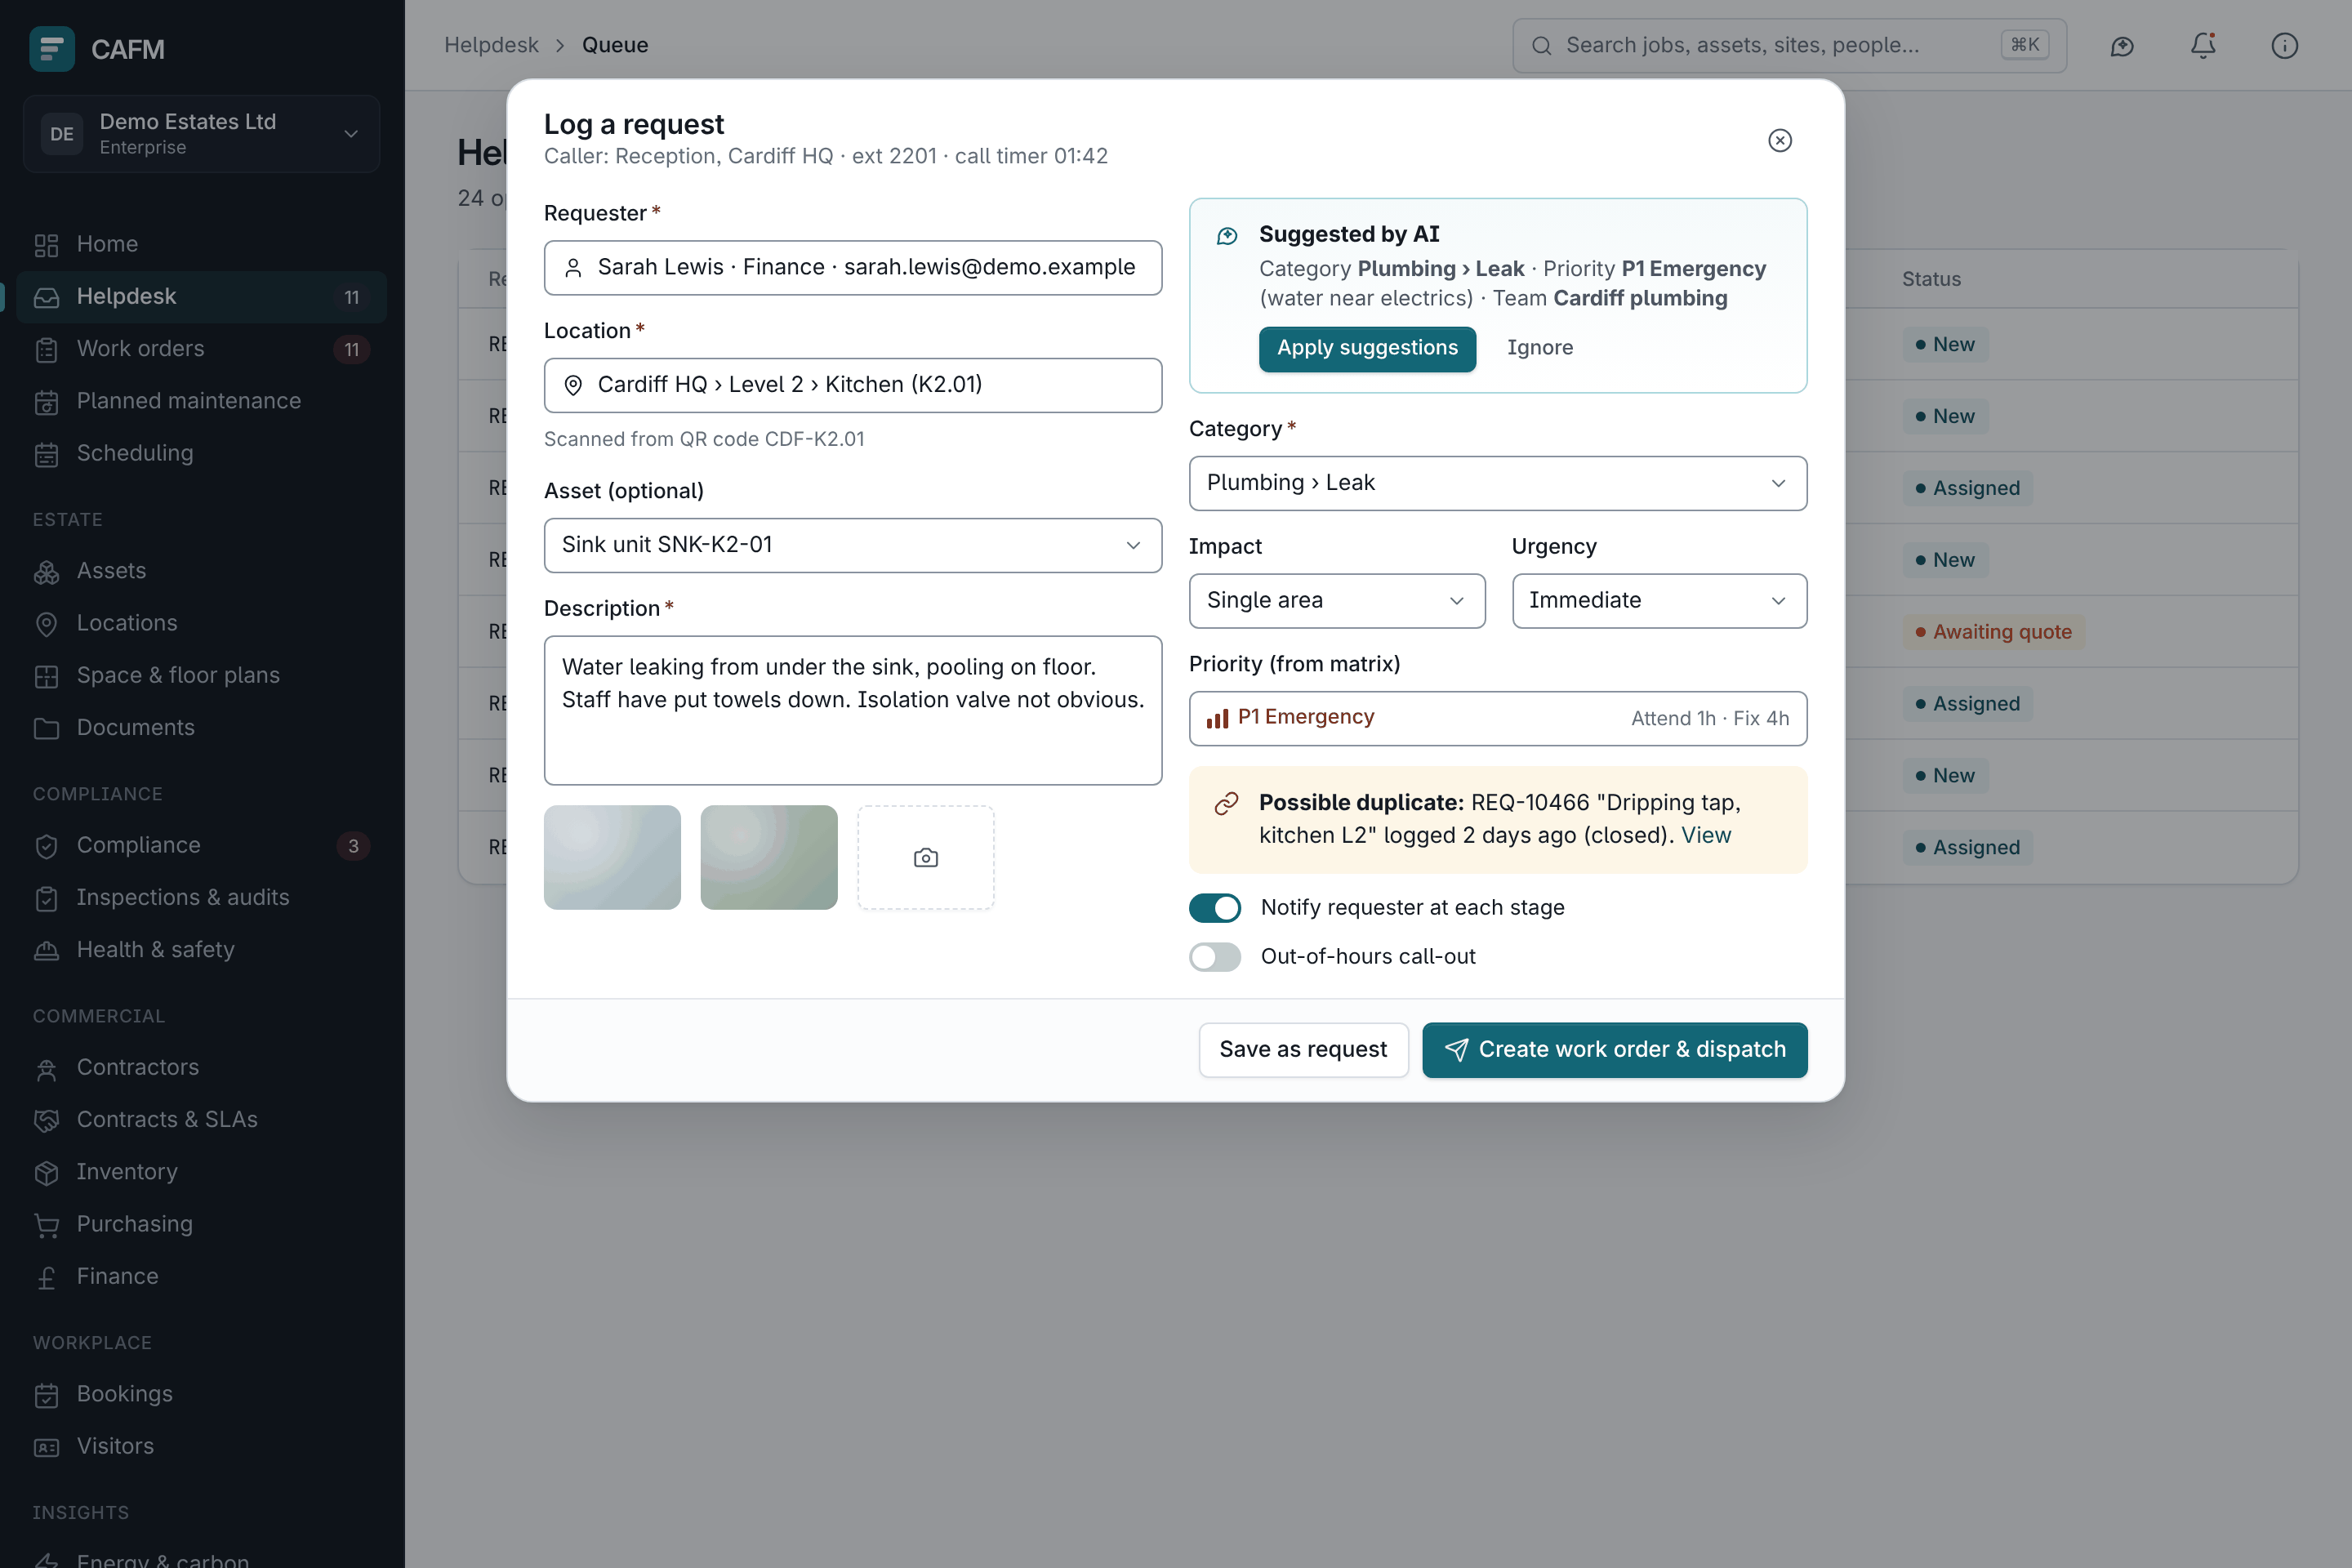 CAFM
DE
Demo Estates Ltd
Enterprise
Home
Helpdesk 11
Work orders 11
Planned maintenance
Scheduling
ESTATE
Assets
Locations
Space & floor plans
Documents
COMPLIANCE
Compliance 3
Inspections & audits
Health & safety
COMMERCIAL
Contractors
Contracts & SLAs
Inventory
Purchasing
Finance
WORKPLACE
Bookings
Visitors
INSIGHTS
Energy & carbon
Helpdesk › Queue
Search jobs, assets, sites, people... ⌘K
24
Status
New
New
Assigned
New
Awaiting quote
Assigned
New
Assigned
Log a request
Caller: Reception, Cardiff HQ · ext 2201 · call timer 01:42
Requester *
Sarah Lewis · Finance · sarah.lewis@demo.example
Location *
Cardiff HQ › Level 2 › Kitchen (K2.01)
Scanned from QR code CDF-K2.01
Asset (optional)
Sink unit SNK-K2-01
Description *
Water leaking from under the sink, pooling on floor.
Staff have put towels down. Isolation valve not obvious.
Suggested by AI
Category Plumbing › Leak · Priority P1 Emergency
(water near electrics) · Team Cardiff plumbing
Apply suggestions Ignore
Category *
Plumbing › Leak
Impact Urgency
Single area Immediate
Priority (from matrix)
P1 Emergency Attend 1h · Fix 4h
Possible duplicate: REQ-10466 "Dripping tap,
kitchen L2" logged 2 days ago (closed). View
Notify requester at each stage
Out-of-hours call-out
Save as request Create work order & dispatch